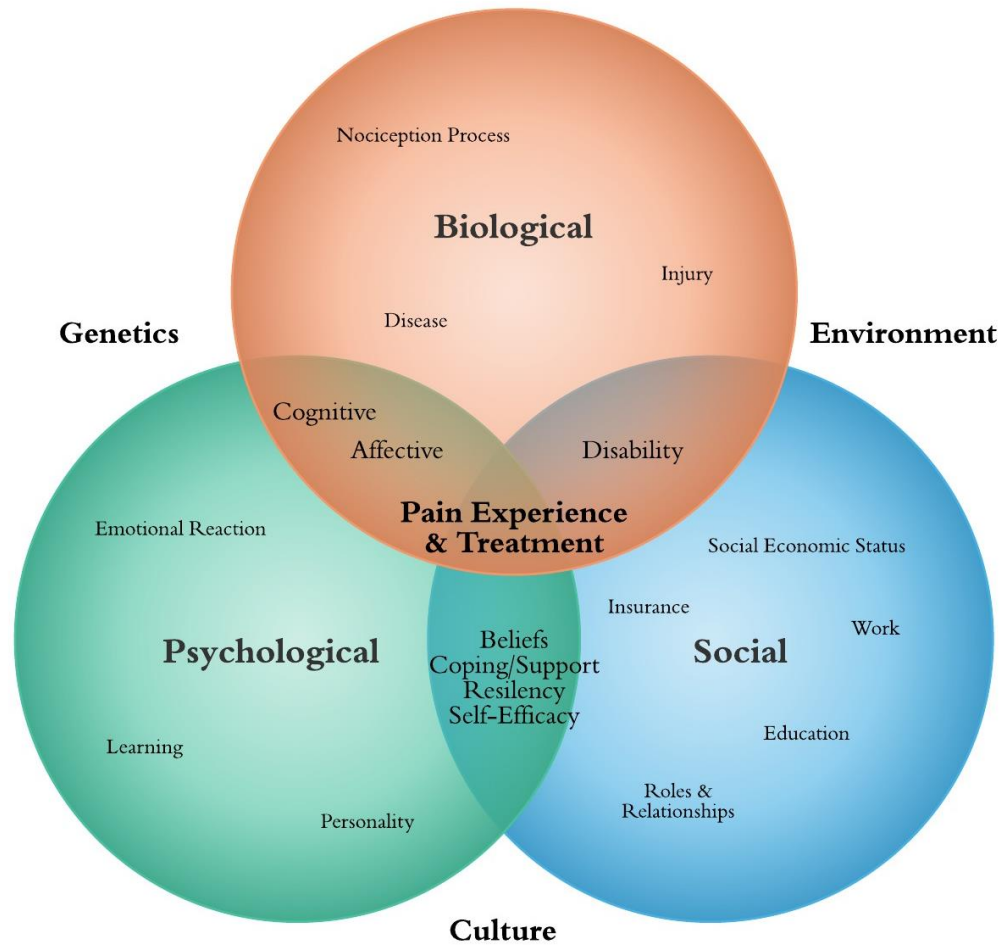 Nociception Process
Biological
Injury
Disease
Genetics
Environment
Cognitive
Affective
Disability
Pain Experience
& Treatment
Emotional Reaction
Social Economic Status
Insurance
Work
Psychological
Beliefs
Coping/Support
Resilency
Self-Efficacy
Social
Learning
Education
Personality
Roles &
Relationships
Culture